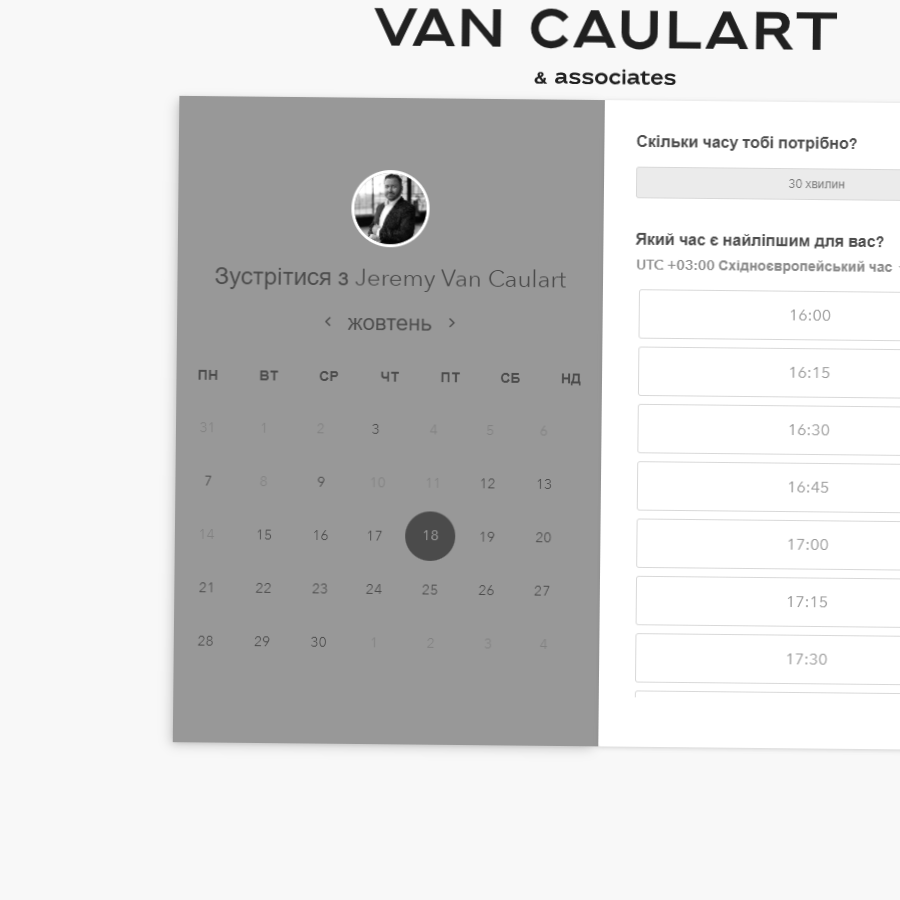 VAN CAULART
& associates
Зустрітися з Jeremy Van Caulart
жовтень
ПН ВТ СР ЧТ ПТ СБ НД
31 1 2 3 4 5 6
7 8 9 10 11 12 13
14 15 16 17 18 19 20
21 22 23 24 25 26 27
28 29 30 1 2 3 4
Скільки часу тобі потрібно?
30 хвилин
Який час є найліпшим для вас?
UTC +03:00 Східноєвропейський час
16:00
16:15
16:30
16:45
17:00
17:15
17:30